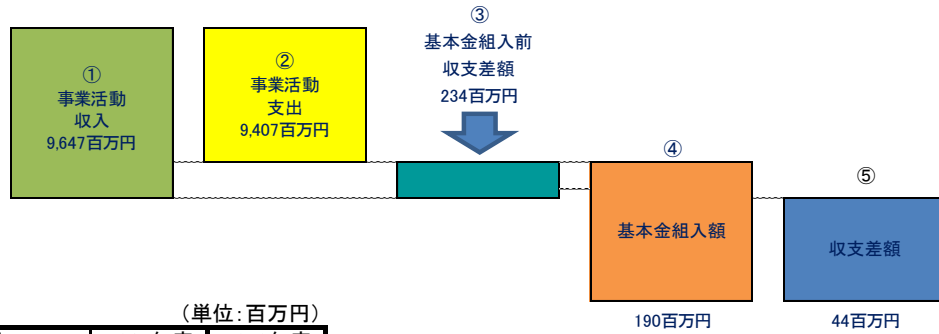 ①
事業活動
収入
9,647百万円
②
事業活動
支出
9,407百万円
③
基本金組入前
収支差額
234百万円
④
基本金組入額
190百万円
⑤
収支差額
44百万円
（単位：百万円）